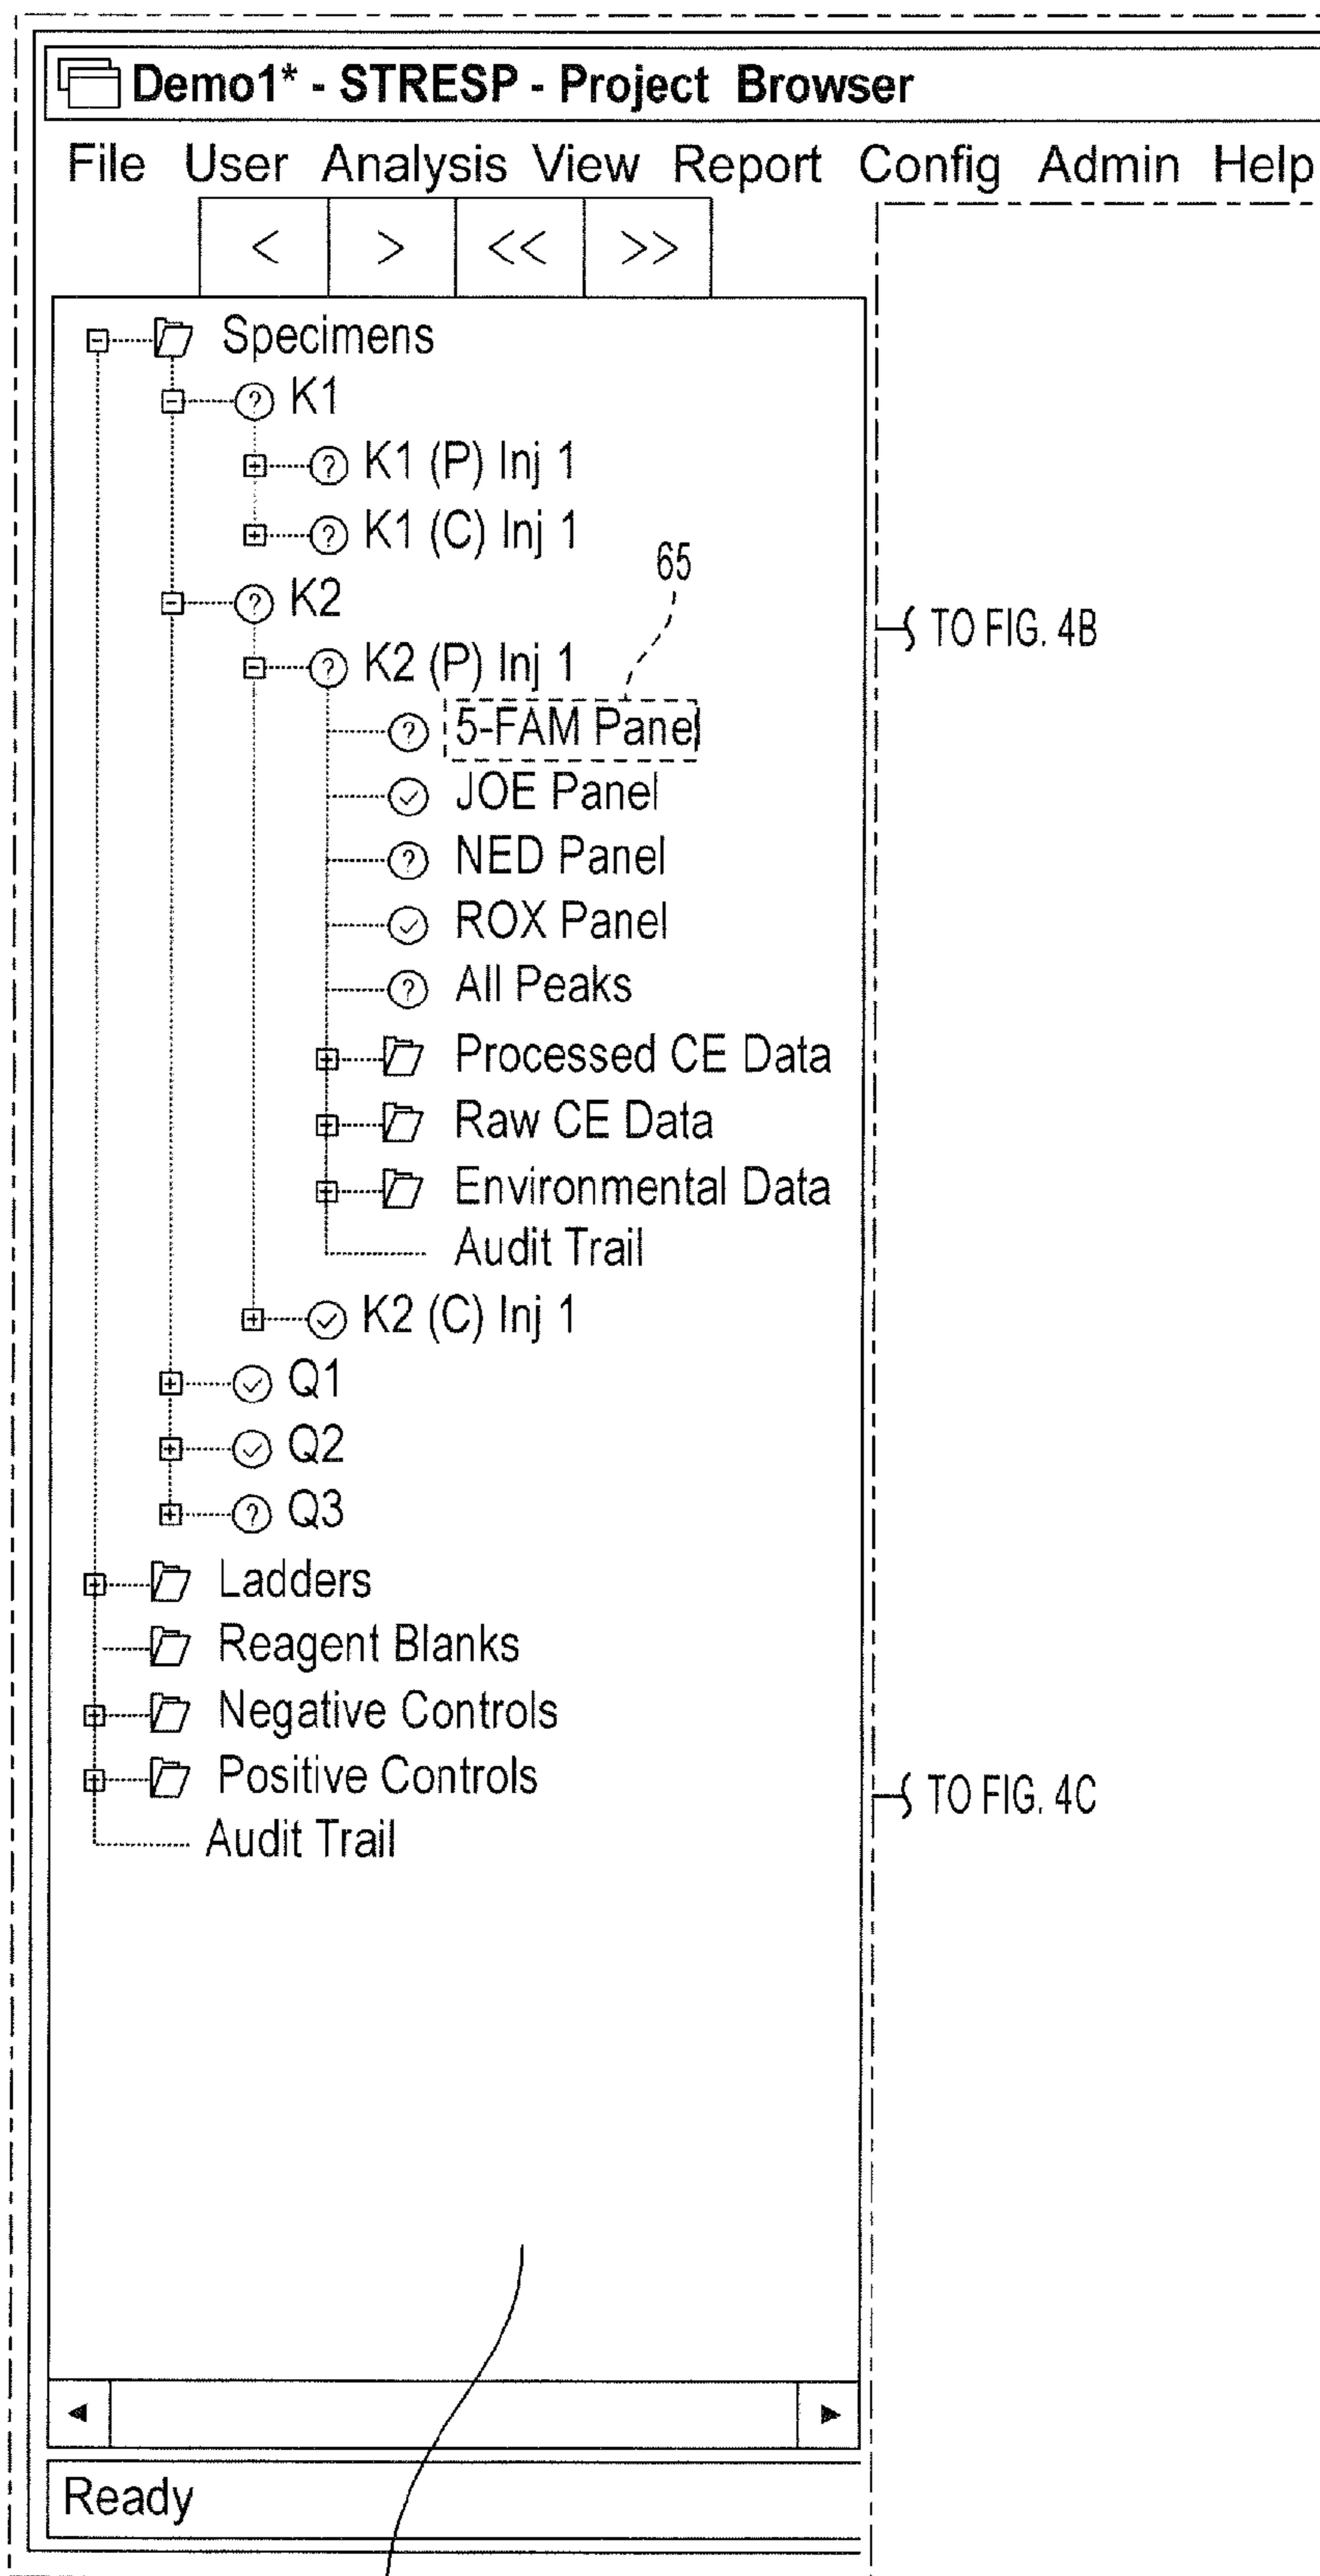 Demo1* - STRESP - Project Browser
File User Analysis View Report Config Admin Help
< > << >>
Specimens
K1
K1 (P) Inj 1
K1 (C) Inj 1
65
K2
TO FIG. 4B
K2 (P) Inj 1
5-FAM Panel
JOE Panel
NED Panel
ROX Panel
All Peaks
Processed CE Data
Raw CE Data
Environmental Data
Audit Trail
K2 (C) Inj 1
Q1
Q2
Q3
Ladders
Reagent Blanks
Negative Controls
Positive Controls
TO FIG. 4C
Audit Trail
Ready